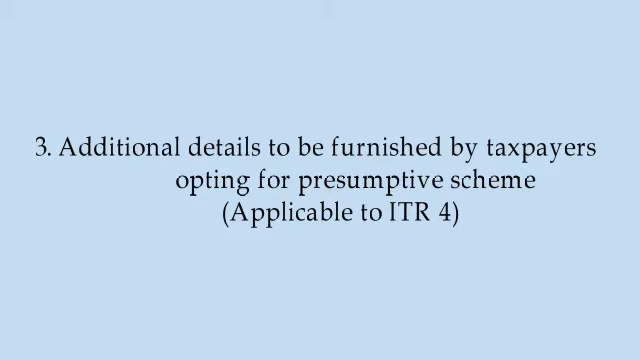 3. Additional details to be furnished by taxpayers
opting for presumptive scheme
(Applicable to ITR 4)